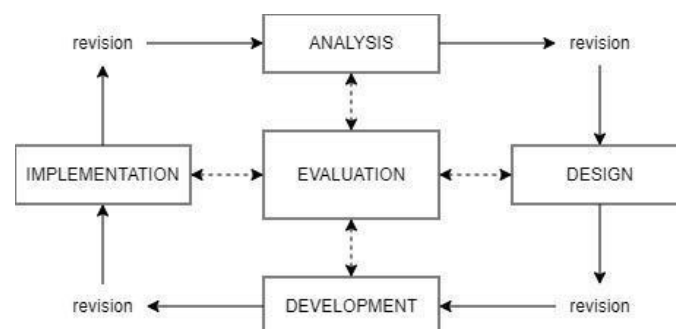 revision
ANALYSIS
revision
IMPLEMENTATION
EVALUATION
DESIGN
revision
DEVELOPMENT
revision